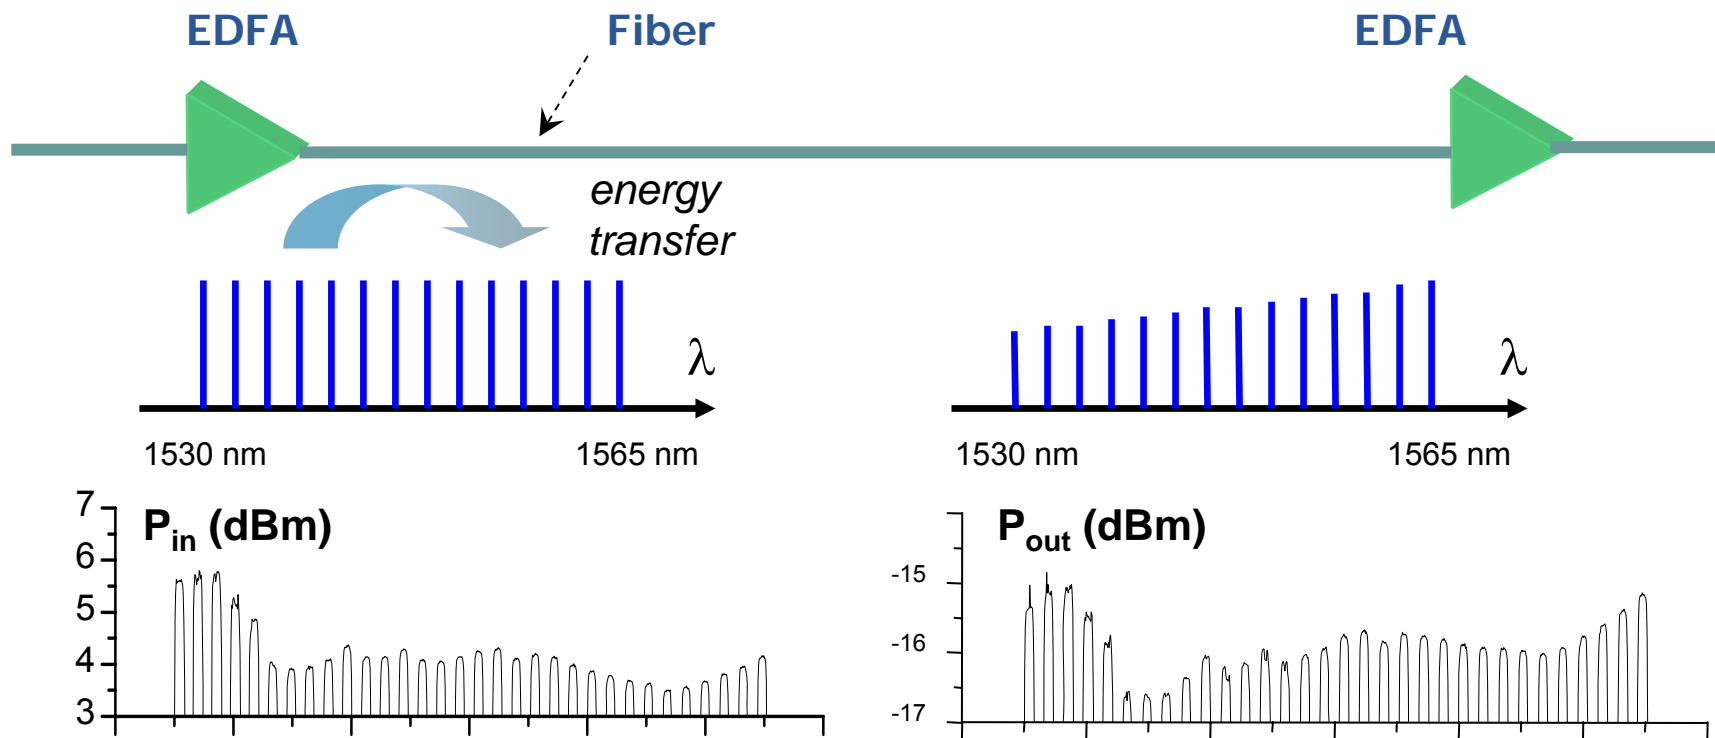 EDFA
Fiber
EDFA
energy
transfer
λ
λ
1530 nm
1565 nm
1530 nm
1565 nm
Pin (dBm)
7
6
5
4
3
Pout (dBm)
-15
-16
-17